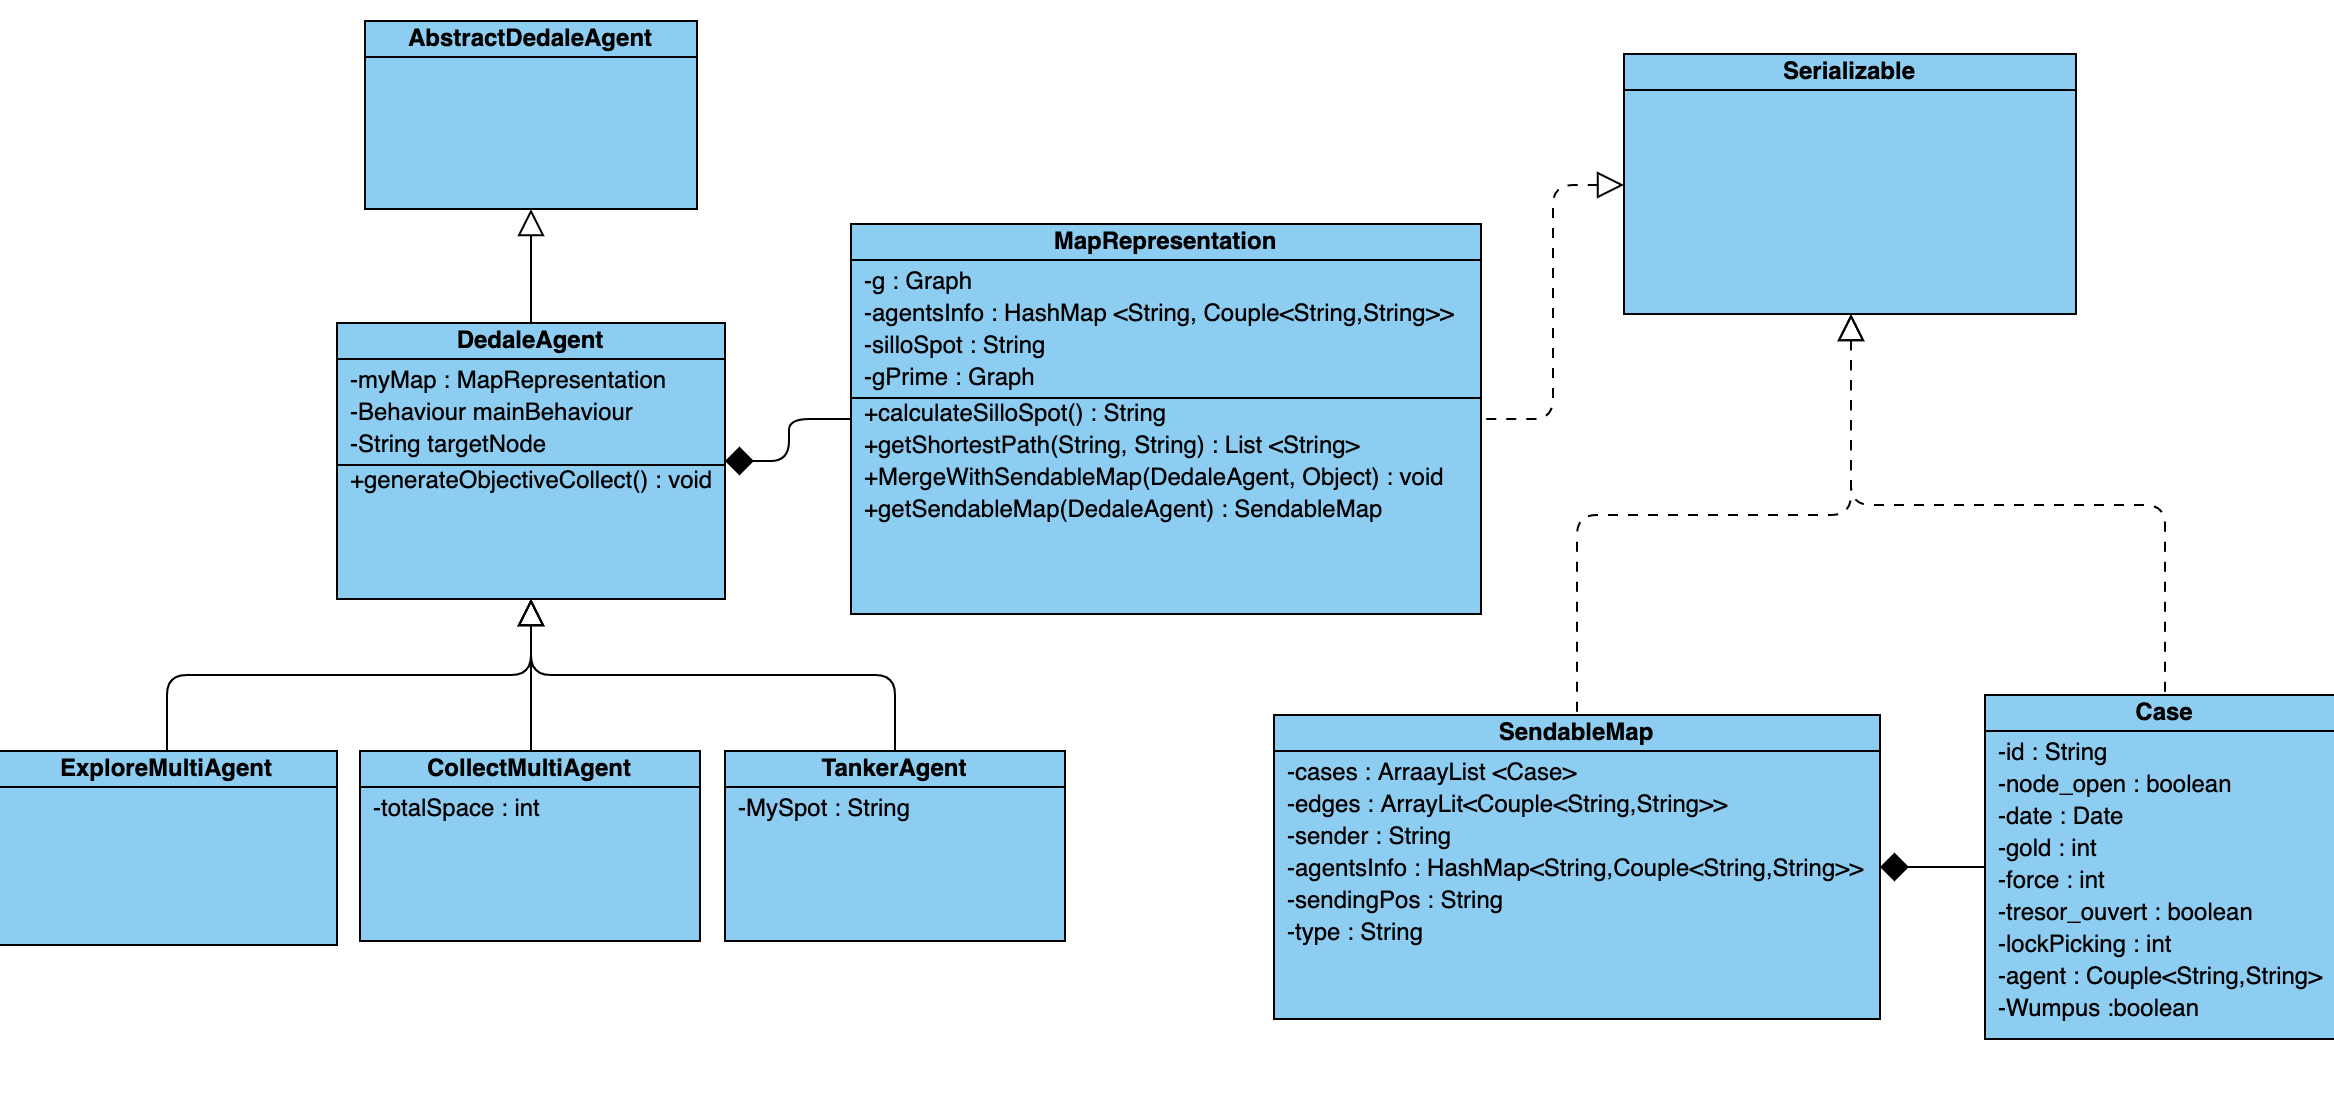 AbstractDedaleAgent
Serializable
MapRepresentation
-g : Graph
-agentsInfo : HashMap <String, Couple<String,String>>
-silloSpot : String
-gPrime : Graph
+calculateSilloSpot() : String
+getShortestPath(String, String) : List <String>
+MergeWithSendableMap(DedaleAgent, Object) : void
+getSendableMap(DedaleAgent) : SendableMap
DedaleAgent
-myMap : MapRepresentation
-Behaviour mainBehaviour
-String targetNode
+generateObjectiveCollect() : void
ExploreMultiAgent
CollectMultiAgent
-totalSpace : int
TankerAgent
-MySpot : String
SendableMap
-cases : ArraayList <Case>
-edges : ArrayLit<Couple<String,String>>
-sender : String
-agentsInfo : HashMap<String,Couple<String,String>>
-sendingPos : String
-type : String
Case
-id : String
-node_open : boolean
-date : Date
-gold : int
-force : int
-tresor_ouvert : boolean
-lockPicking : int
-agent : Couple<String,String>
-Wumpus :boolean